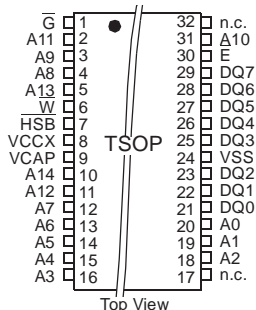 G 1 32 n.c.
A11 2 31 A10
A9 3 30 E
A8 4 29 DQ7
A13 5 28 DQ6
W 6 27 DQ5
HSB 7 26 DQ4
VCCX 8 TSOP 25 DQ3
VCAP 9 24 VSS
A14 10 23 DQ2
A12 11 22 DQ1
A7 12 21 DQ0
A6 13 20 A0
A5 14 19 A1
A4 15 18 A2
A3 16 17 n.c.
Top View